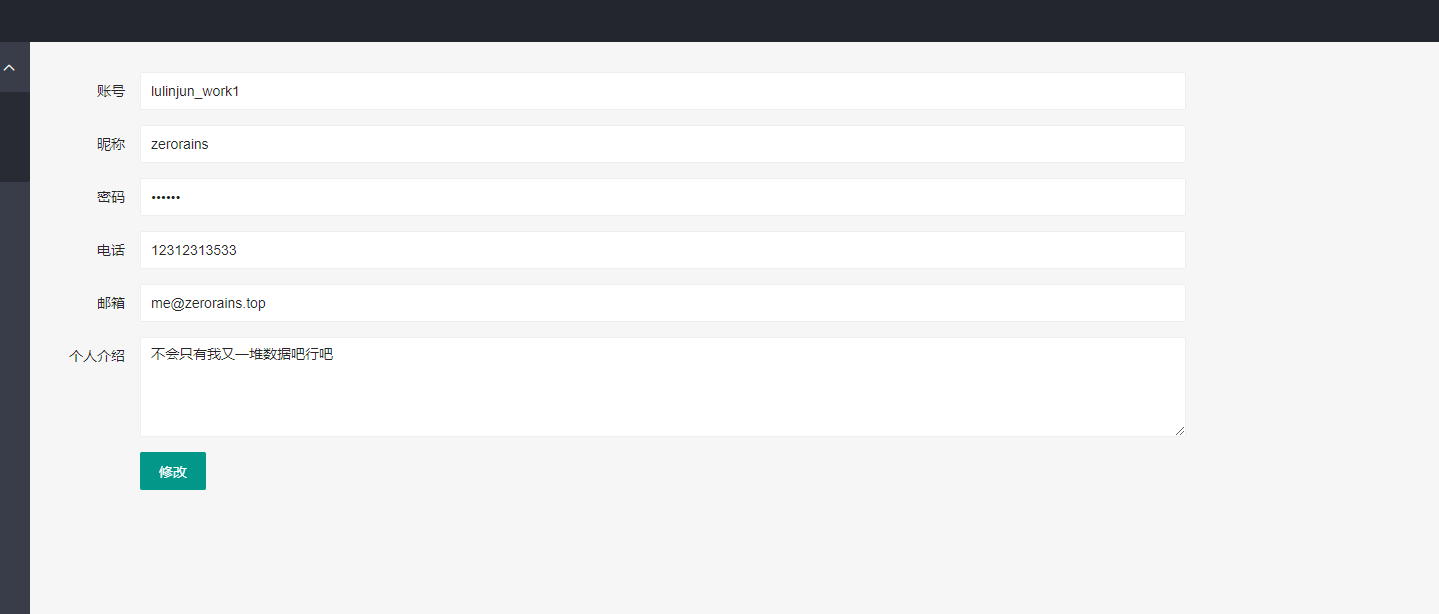 账号 lulinjun_work1
昵称 zerorains
密码 ••••••
电话 12312313533
邮箱 me@zerorains.top
个人介绍 不会只有我又一堆数据吧行吧
修改